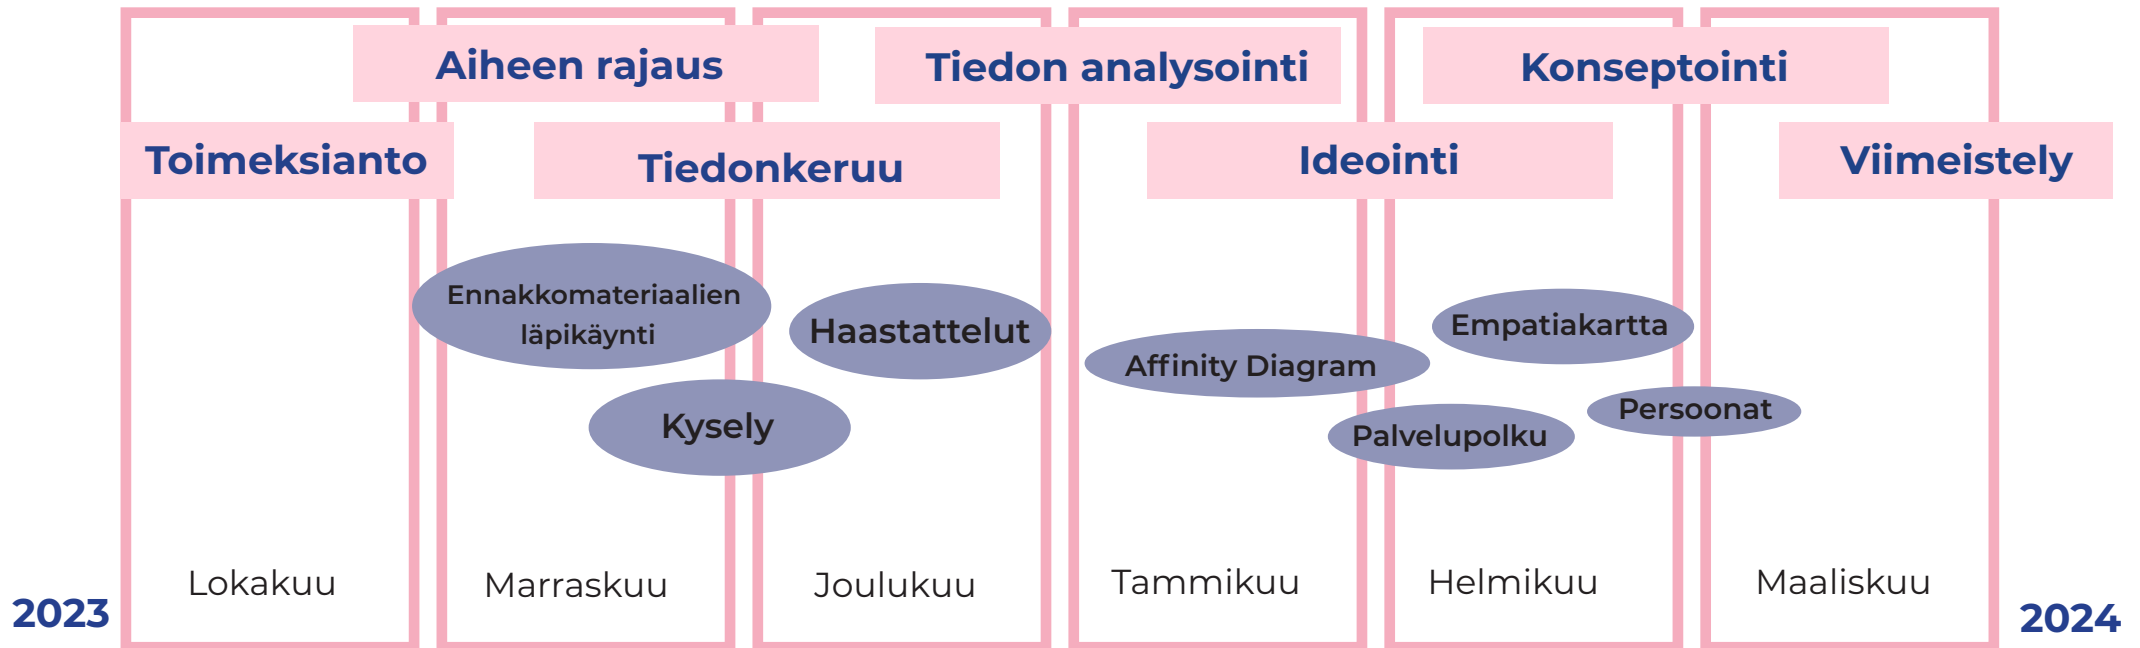 Aiheen rajaus
Tiedon analysointi
Konseptointi
Toimeksianto
Tiedonkeruu
Ideointi
Viimeistely
Ennakkomateriaalien
läpikäynti
Haastattelut
Kysely
Affinity Diagram
Empatiakartta
Palvelupolku
Persoonat
2023
Lokakuu
Marraskuu
Joulukuu
Tammikuu
Helmikuu
Maaliskuu
2024